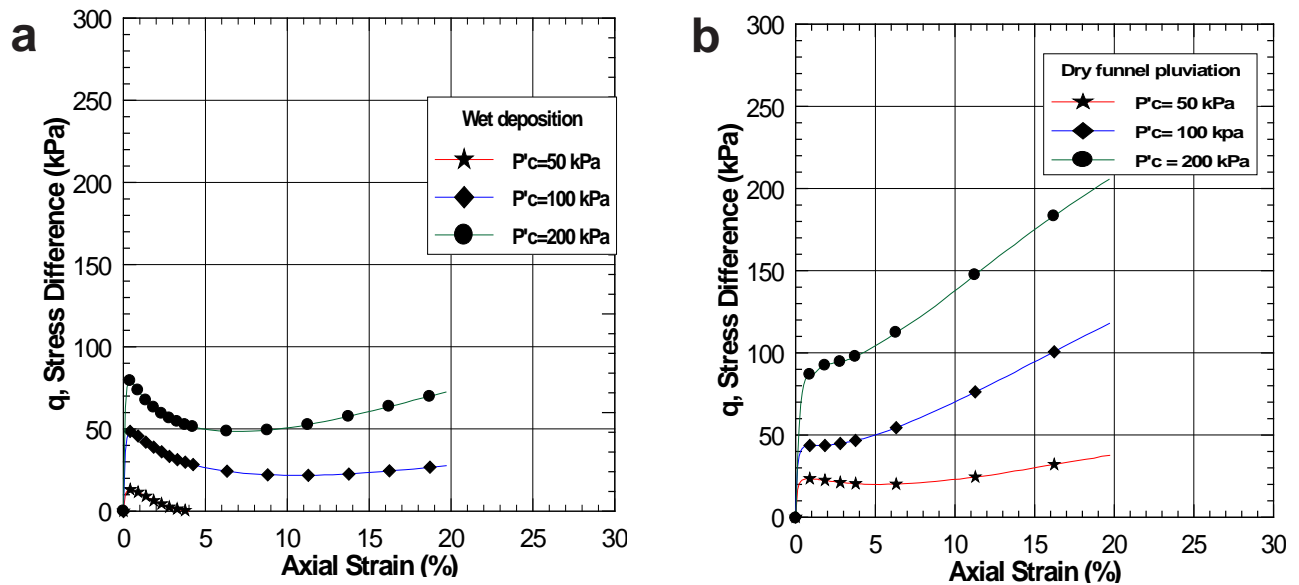 a
q, Stress Difference (kPa)
300
250
200
150
100
50
0
Wet deposition
P'c=50 kPa
P'c=100 kPa
P'c=200 kPa
0 5 10 15 20 25 30
Axial Strain (%)
b
q, Stress Difference (kPa)
300
250
200
150
100
50
0
Dry funnel pluviation
P'c= 50 kPa
P'c= 100 kpa
P'c = 200 kPa
0 5 10 15 20 25 30
Axial Strain (%)